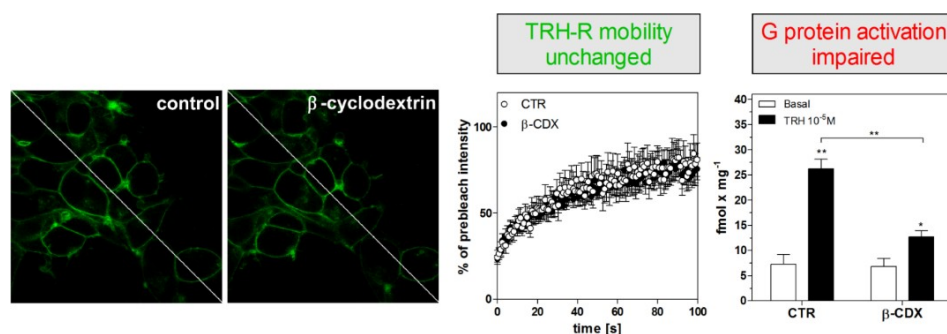 TRH-R mobility
unchanged
G protein activation
impaired
control
β-cyclodextrin
% of prebleach intensity
100
50
0
CTR
β-CDX
0 20 40 60 80 100
time [s]
fmol x mg⁻¹
40
35
30
25
20
15
10
5
0
Basal
TRH 10⁻⁵M
**
**
*
CTR
β-CDX